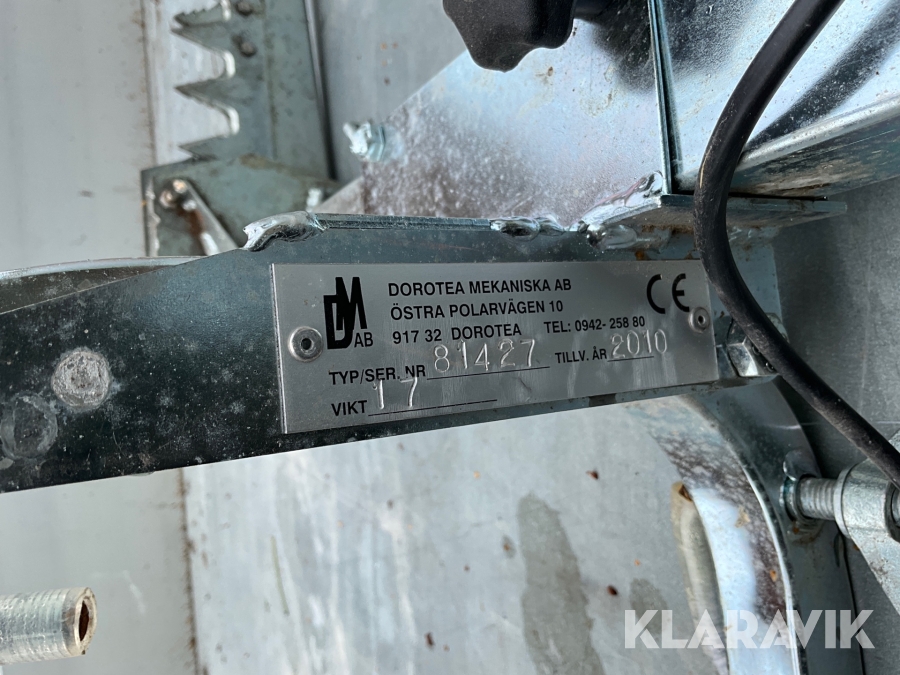 DM AB
DOROTEA MEKANISKA AB
ÖSTRA POLARVÄGEN 10
917 32 DOROTEA TEL: 0942- 258 80
TYP/SER. NR 81427 TILLV. ÅR 2010
VIKT 17
CE
KLARAVIK